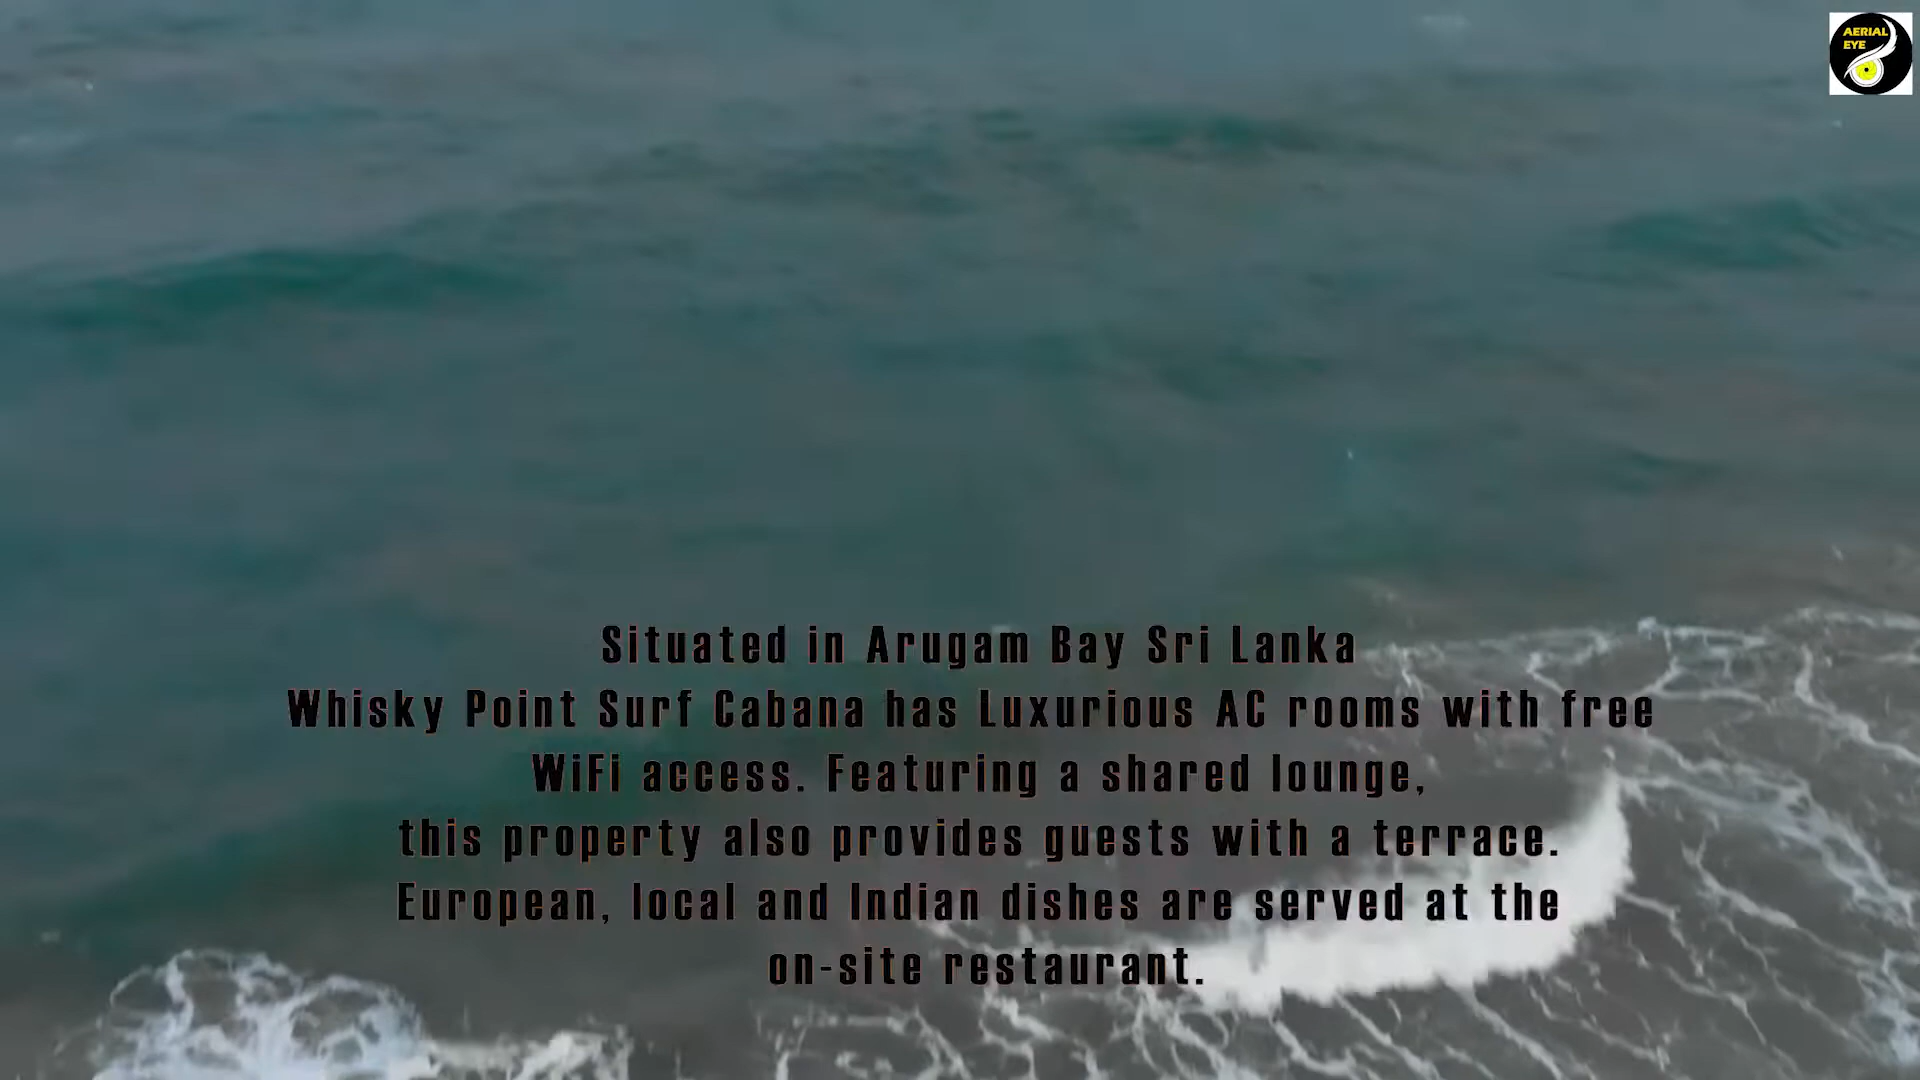 AERIAL
EYE
Situated in Arugam Bay Sri Lanka
Whisky Point Surf Cabana has Luxurious AC rooms with free
WiFi access. Featuring a shared lounge,
this property also provides guests with a terrace.
European, local and Indian dishes are served at the
on-site restaurant.